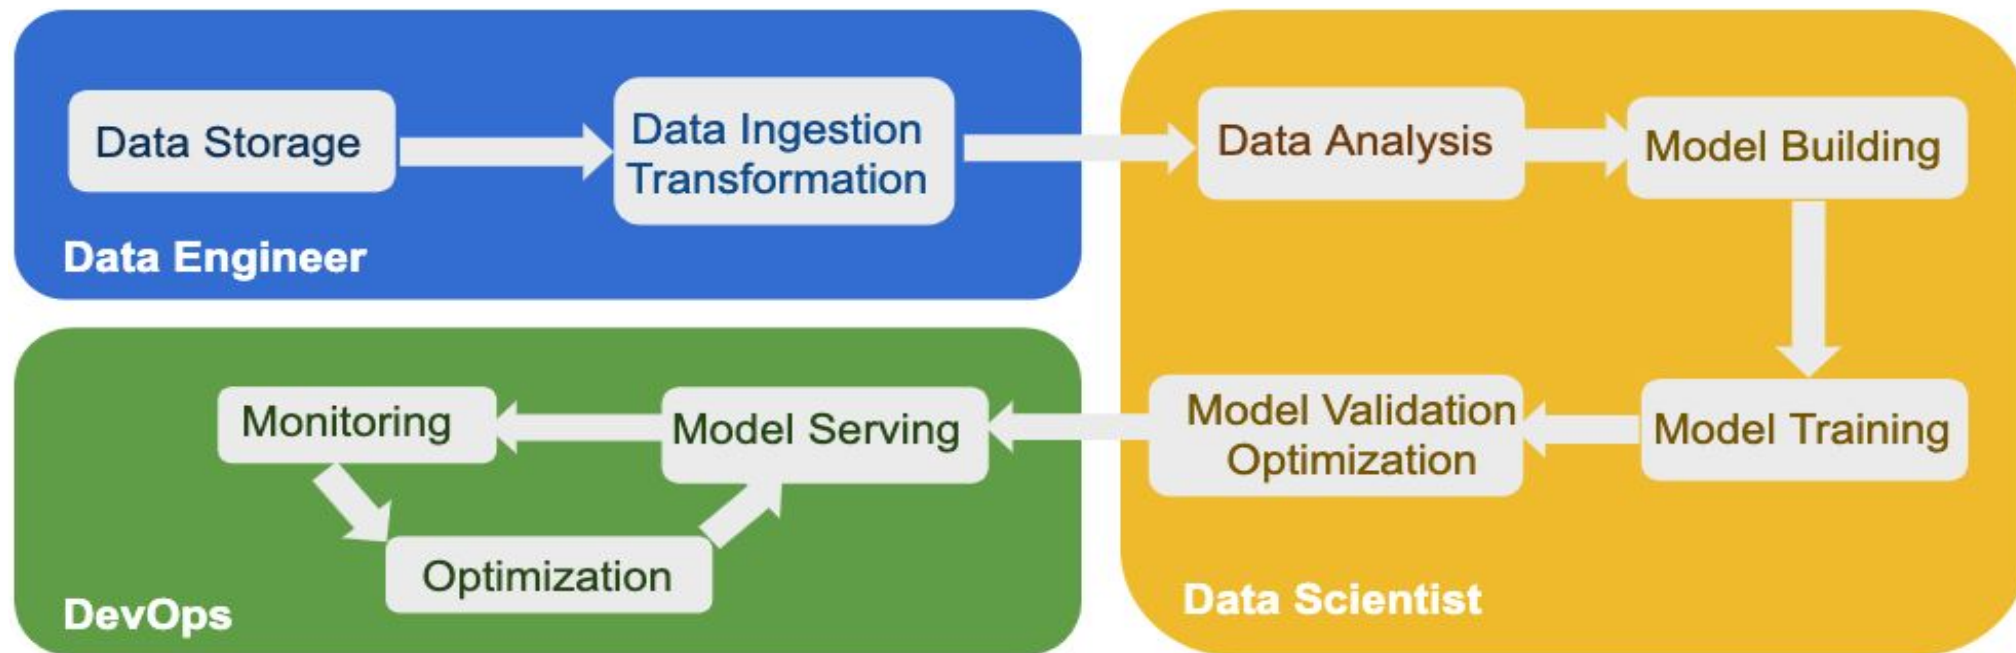 Data Storage
Data Ingestion
Transformation
Data Engineer
Data Analysis
Model Building
Model Training
Model Validation
Optimization
Data Scientist
Model Serving
Monitoring
Optimization
DevOps